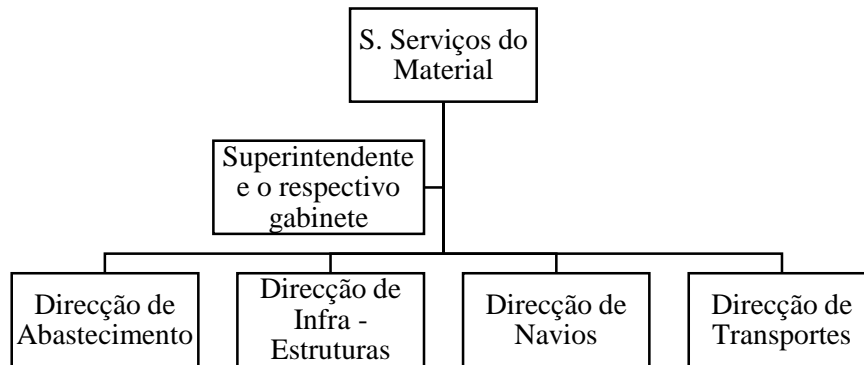 S. Serviços do
Material
Superintendente
e o respectivo
gabinete
Direcção de
Abastecimento
Direcção de
Infra -
Estruturas
Direcção de
Navios
Direcção de
Transportes